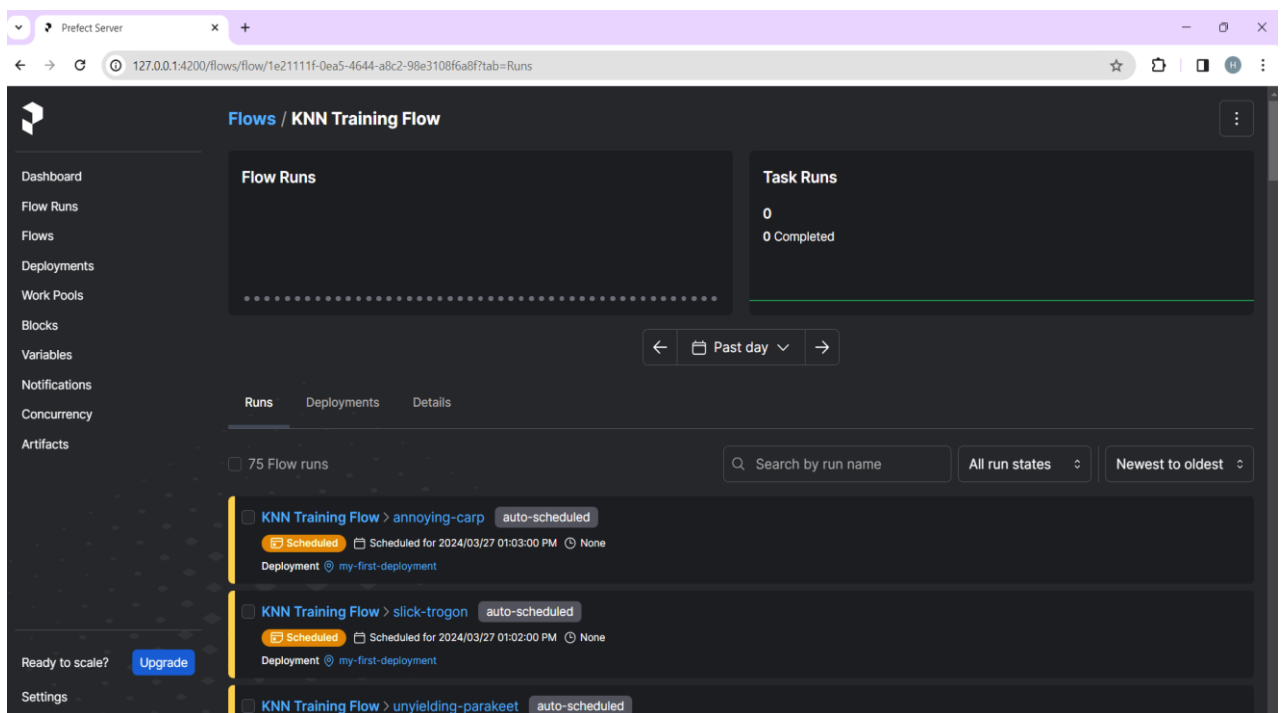 Prefect Server
127.0.0.1:4200/flows/flow/1e21111f-0ea5-4644-a8c2-98e3108f6a8f?tab=Runs
H
Flows / KNN Training Flow
Dashboard
Flow Runs
Flows
Deployments
Work Pools
Blocks
Variables
Notifications
Concurrency
Artifacts
Ready to scale? Upgrade
Settings
Flow Runs
Task Runs
0
0 Completed
Past day
Runs Deployments Details
75 Flow runs Search by run name All run states Newest to oldest
KNN Training Flow > annoying-carp auto-scheduled
Scheduled Scheduled for 2024/03/27 01:03:00 PM None
Deployment my-first-deployment
KNN Training Flow > slick-trogon auto-scheduled
Scheduled Scheduled for 2024/03/27 01:02:00 PM None
Deployment my-first-deployment
KNN Training Flow > unyielding-parakeet auto-scheduled